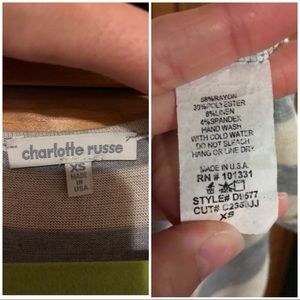 charlotte russe
XS
MADE
IN
USA
58%RAYON
30%POLYESTER
8%LINEN
4%SPANDEX
HAND WASH
WITH COLD WATER
DO NOT BLEACH
HANG OR LINE DRY
MADE IN U.S.A.
RN # 101331
STYLE#
CUT#
XS